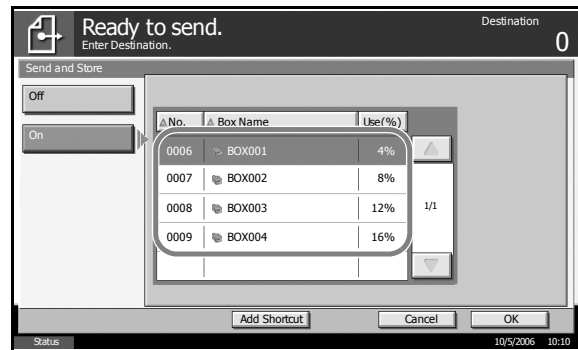 Ready to send.
Destination
Enter Destination.
0
Send and Store
Off
On
No. Box Name Use(%)
0006 BOX001 4%
0007 BOX002 8%
0008 BOX003 12%
0009 BOX004 16%
1/1
Add Shortcut Cancel OK
Status 10/5/2006 10:10